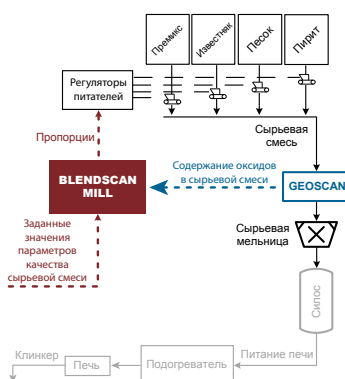 Премикс
Известняк
Песок
Пирит
Регуляторы
питателей
Пропорции
Сырьевая
смесь
BLENDSCAN
MILL
Содержание оксидов
в сырьевой смеси
GEOSCAN
Заданные
значения
параметров
качества
сырьевой смеси
Сырьевая
мельница
Силос
Клинкер
Печь
Подогреватель
Питание печи